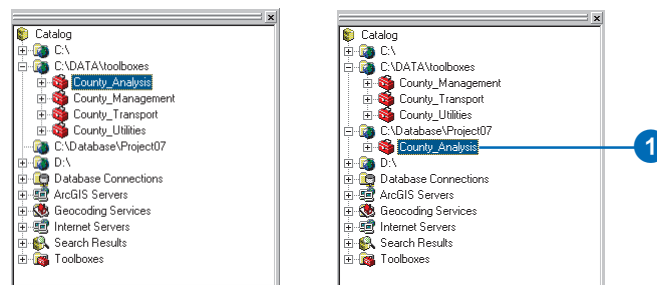 Catalog
C:\
C:\DATA\toolboxes
County_Analysis
County_Management
County_Transport
County_Utilities
C:\Database\Project07
D:\
Database Connections
ArcGIS Servers
Geocoding Services
Internet Servers
Search Results
Toolboxes
Catalog
C:\
C:\DATA\toolboxes
County_Management
County_Transport
County_Utilities
C:\Database\Project07
County_Analysis
1
D:\
Database Connections
ArcGIS Servers
Geocoding Services
Internet Servers
Search Results
Toolboxes